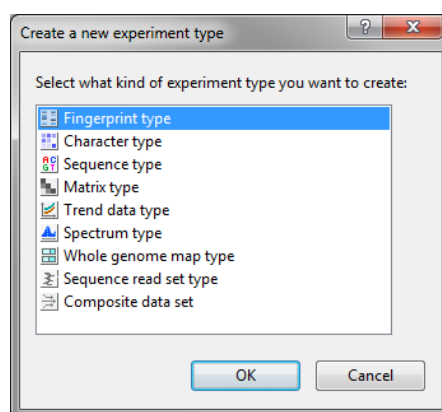 Create a new experiment type
Select what kind of experiment type you want to create:
Fingerprint type
Character type
Sequence type
Matrix type
Trend data type
Spectrum type
Whole genome map type
Sequence read set type
Composite data set
OK
Cancel